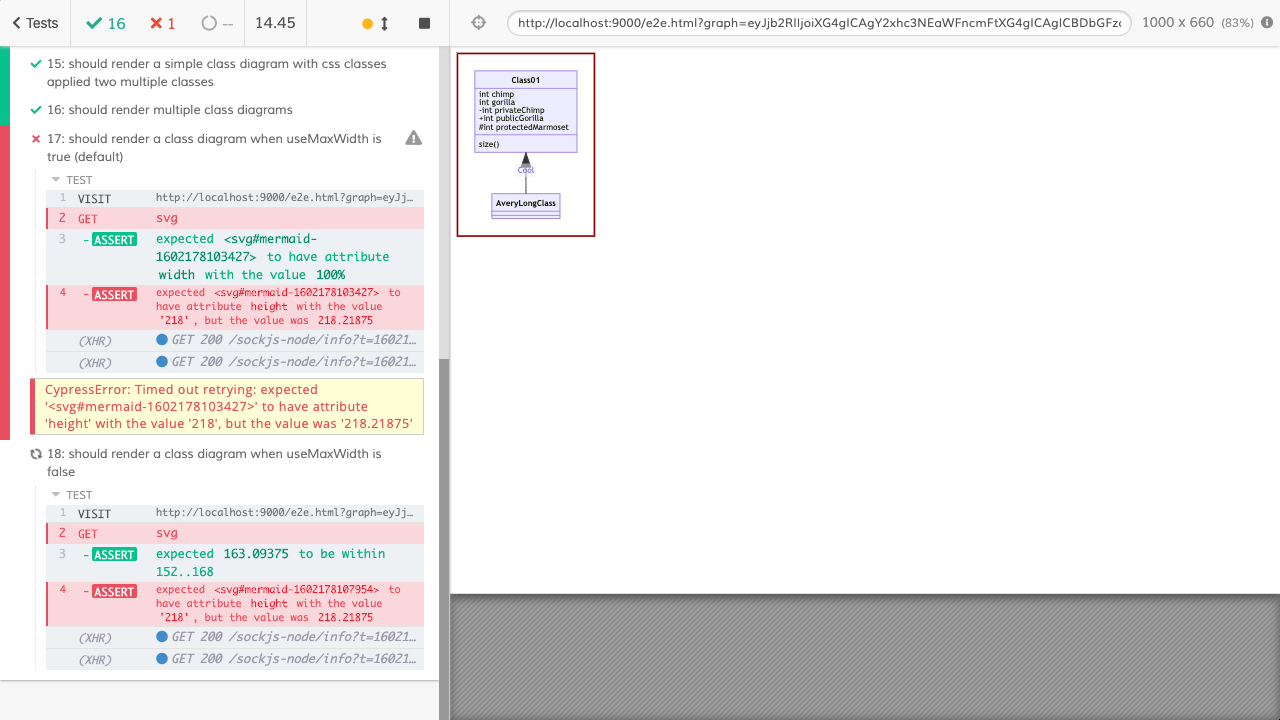 Tests
16
1
--
14.45
http://localhost:9000/e2e.html?graph=eyJjb2RlIjoiXG4gICAgY2xhc3NEaWFncmFtXG4gICAgICBDbGFzc
1000 x 660 (83%)
15: should render a simple class diagram with css classes
applied two multiple classes
16: should render multiple class diagrams
17: should render a class diagram when useMaxWidth is
true (default)
TEST
1 VISIT http://localhost:9000/e2e.html?graph=eyJj…
2 GET svg
3 -ASSERT expected <svg#mermaid-
1602178103427> to have attribute
width with the value 100%
4 -ASSERT expected <svg#mermaid-1602178103427> to
have attribute height with the value
'218', but the value was 218.21875
(XHR) GET 200 /sockjs-node/info?t=16021…
(XHR) GET 200 /sockjs-node/info?t=16021…
CypressError: Timed out retrying: expected
'<svg#mermaid-1602178103427>' to have attribute
'height' with the value '218', but the value was '218.21875'
18: should render a class diagram when useMaxWidth is
false
TEST
1 VISIT http://localhost:9000/e2e.html?graph=eyJj…
2 GET svg
3 -ASSERT expected 163.09375 to be within
152..168
4 -ASSERT expected <svg#mermaid-1602178107954> to
have attribute height with the value
'218', but the value was 218.21875
(XHR) GET 200 /sockjs-node/info?t=16021…
(XHR) GET 200 /sockjs-node/info?t=16021…
Class01
int chimp
int gorilla
-int privateChimp
+int publicGorilla
#int protectedMarmoset
size()
Cool
AveryLongClass